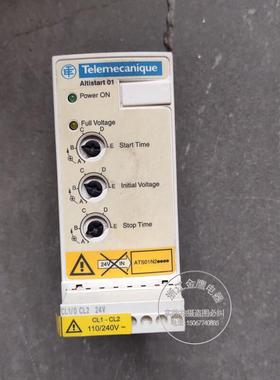 Telemecanique
Altistart 01
Power ON
Full Voltage
C D
B E
A
Start Time
C D
B E
A
Initial Voltage
C D
B E
A
Stop Time
24V IN
ATS01N2●●●●
CL1/0 CL2 24V
CL1 - CL2
110/240V ~